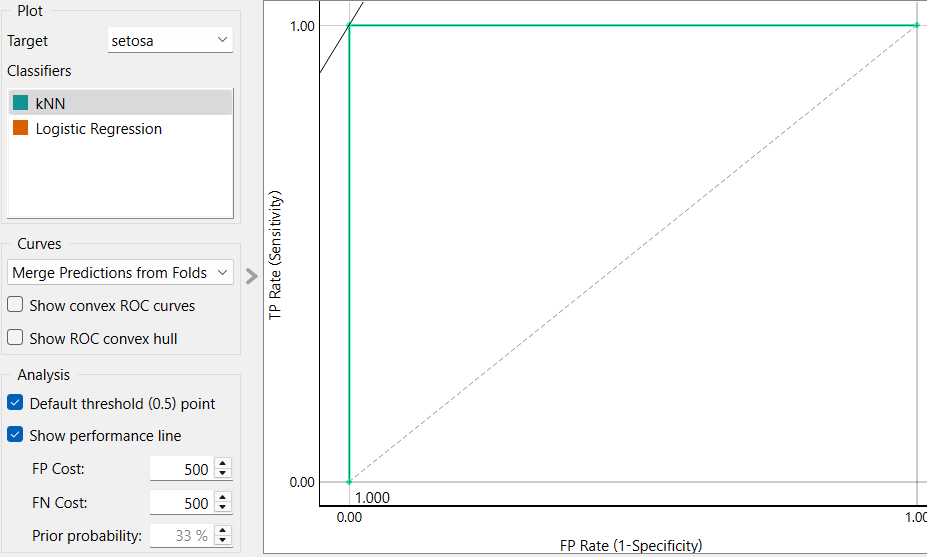 Plot
Target
setosa
Classifiers
kNN
Logistic Regression
Curves
Merge Predictions from Folds
Show convex ROC curves
Show ROC convex hull
Analysis
Default threshold (0.5) point
Show performance line
FP Cost: 500
FN Cost: 500
Prior probability: 33 %
1.00
TP Rate (Sensitivity)
0.00
1.000
0.00
1.00
FP Rate (1-Specificity)